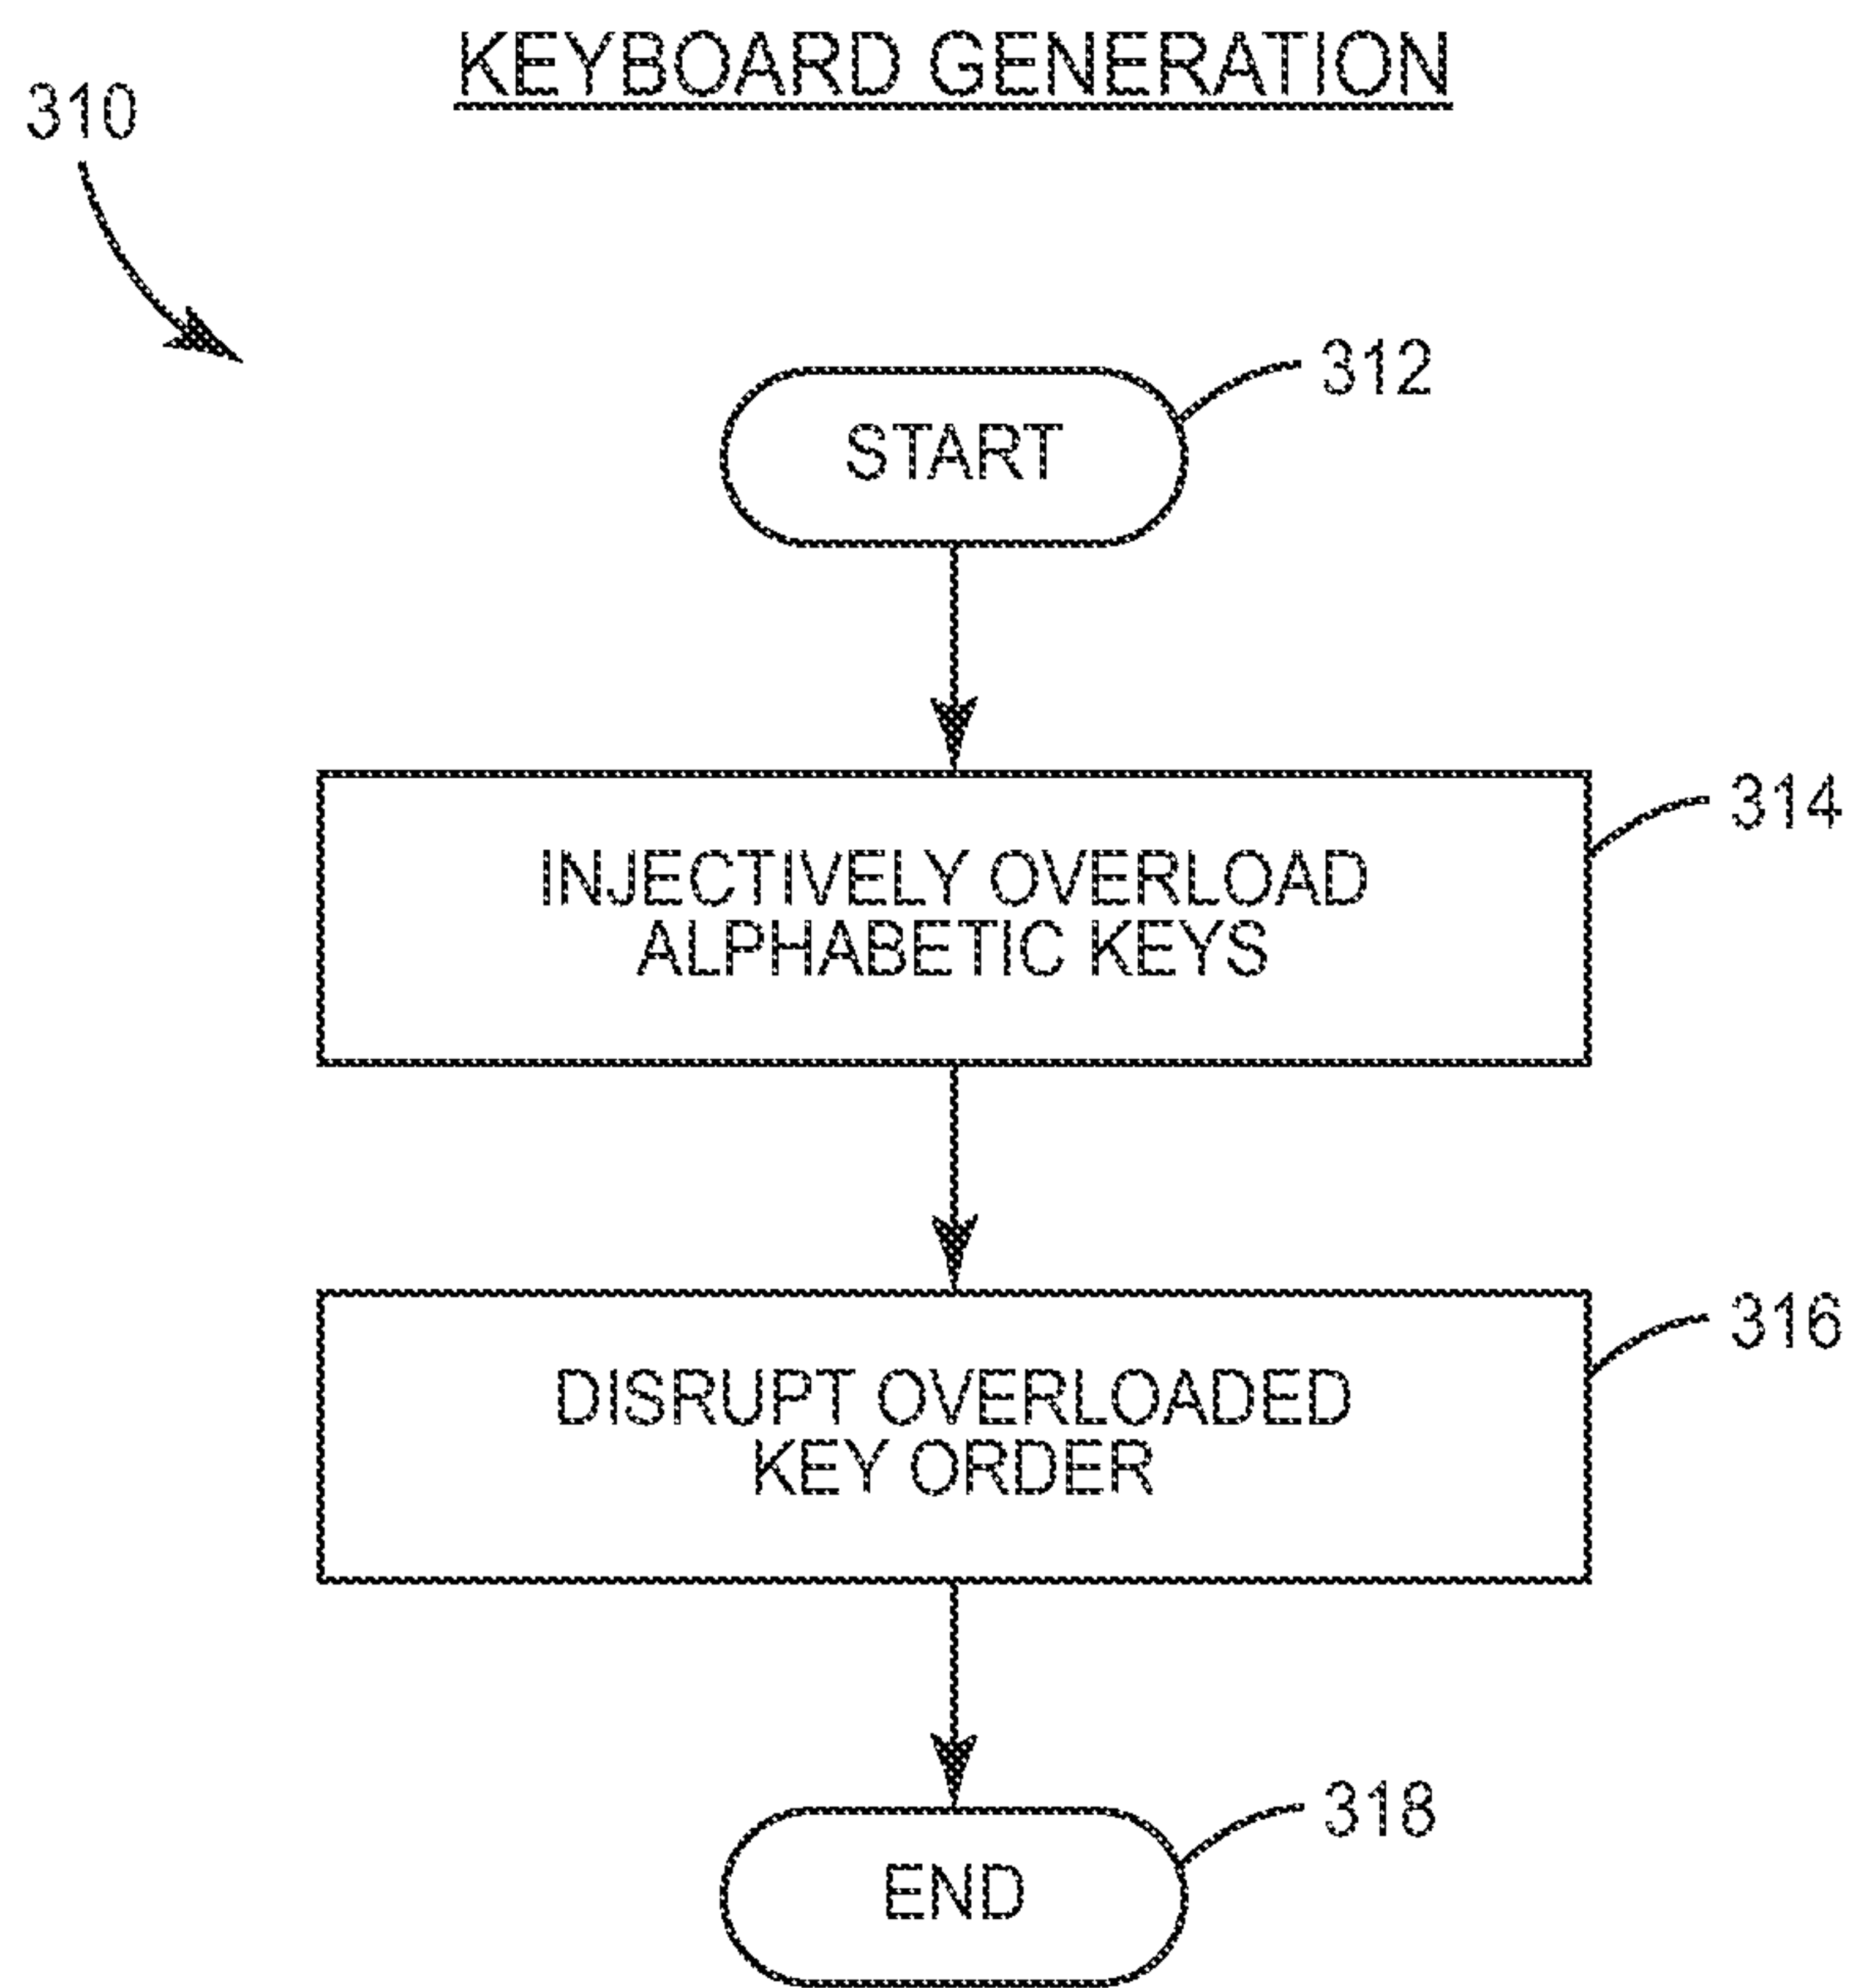 KEYBOARD GENERATION
310
312
START
314
INJECTIVELY OVERLOAD
ALPHABETIC KEYS
316
DISRUPT OVERLOADED
KEY ORDER
318
END